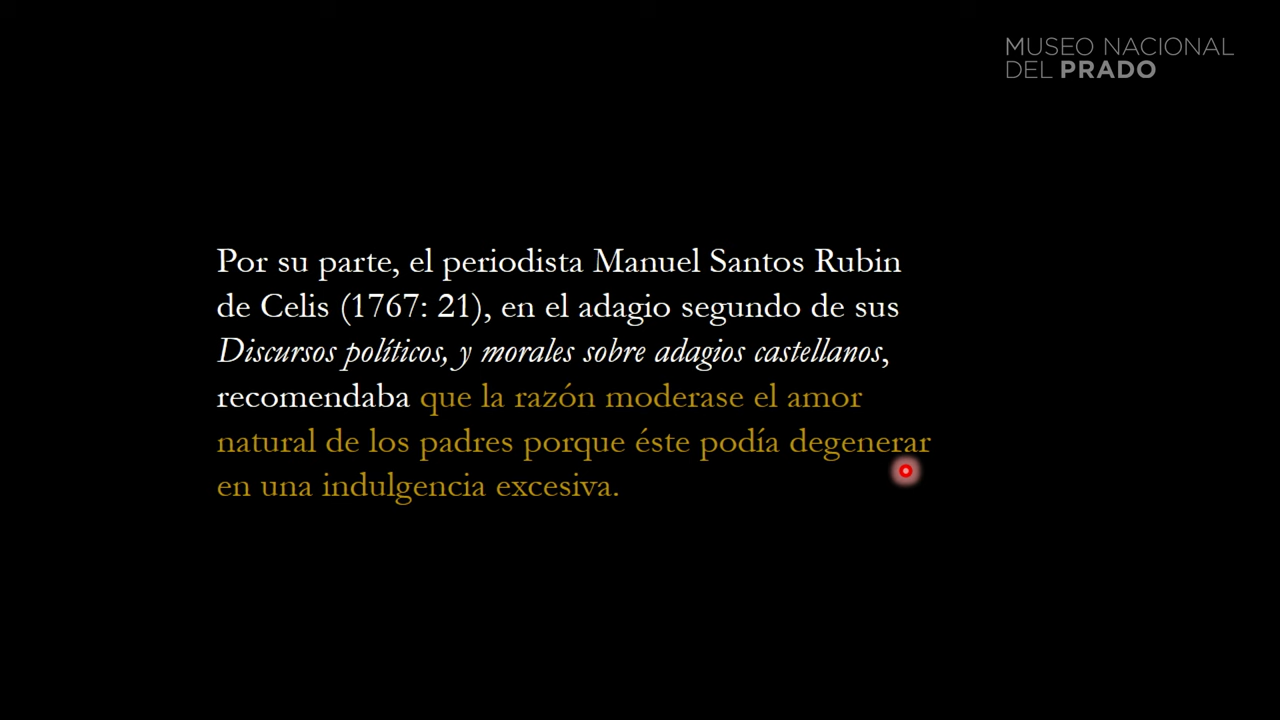 MUSEO NACIONAL
DEL PRADO
Por su parte, el periodista Manuel Santos Rubin
de Celis (1767: 21), en el adagio segundo de sus
Discursos políticos, y morales sobre adagios castellanos,
recomendaba que la razón moderase el amor
natural de los padres porque éste podía degenerar
en una indulgencia excesiva.